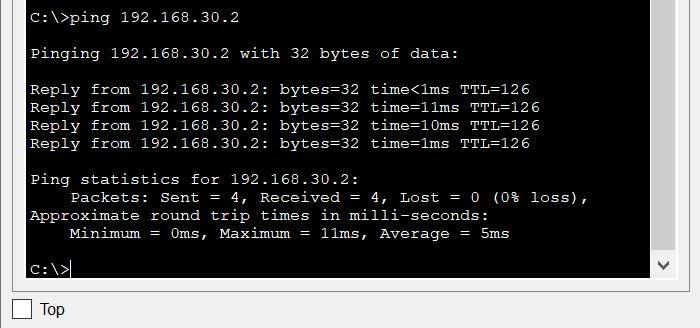 C:\>ping 192.168.30.2
Pinging 192.168.30.2 with 32 bytes of data:
Reply from 192.168.30.2: bytes=32 time<1ms TTL=126
Reply from 192.168.30.2: bytes=32 time=11ms TTL=126
Reply from 192.168.30.2: bytes=32 time=10ms TTL=126
Reply from 192.168.30.2: bytes=32 time=1ms TTL=126
Ping statistics for 192.168.30.2:
    Packets: Sent = 4, Received = 4, Lost = 0 (0% loss),
Approximate round trip times in milli-seconds:
    Minimum = 0ms, Maximum = 11ms, Average = 5ms
C:\>
Top